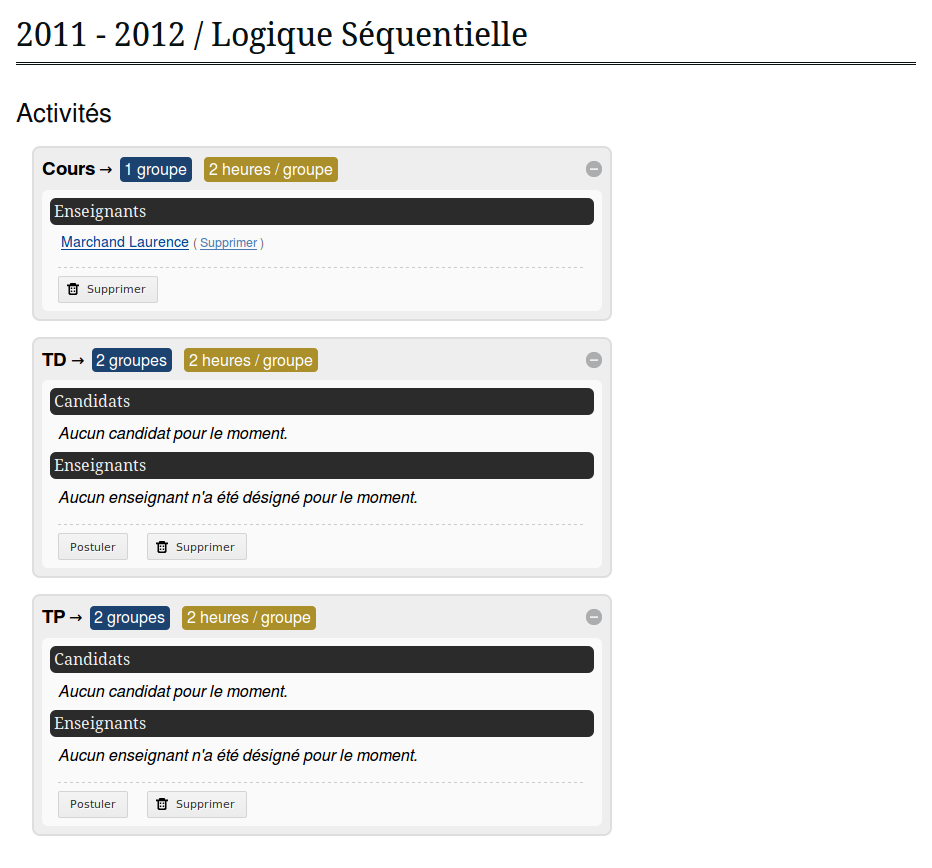 2011 - 2012 / Logique Séquentielle
Activités
Cours → 1 groupe 2 heures / groupe
Enseignants
Marchand Laurence ( Supprimer )
Supprimer
TD → 2 groupes 2 heures / groupe
Candidats
Aucun candidat pour le moment.
Enseignants
Aucun enseignant n'a été désigné pour le moment.
Postuler Supprimer
TP → 2 groupes 2 heures / groupe
Candidats
Aucun candidat pour le moment.
Enseignants
Aucun enseignant n'a été désigné pour le moment.
Postuler Supprimer